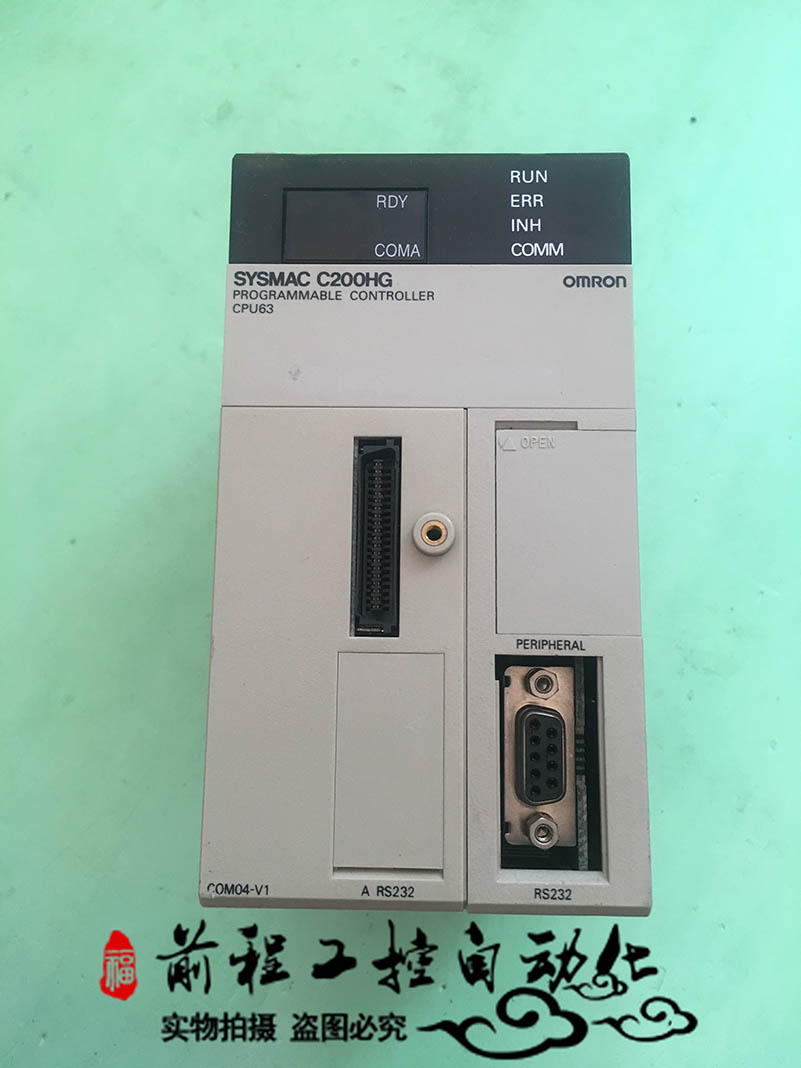 RUN
RDY
ERR
INH
COMA
COMM
SYSMAC C200HG
OMRON
PROGRAMMABLE CONTROLLER
CPU63
OPEN
PERIPHERAL
COM04-V1
A RS232
RS232
福
前程工控自动化
实物拍摄 盗图必究